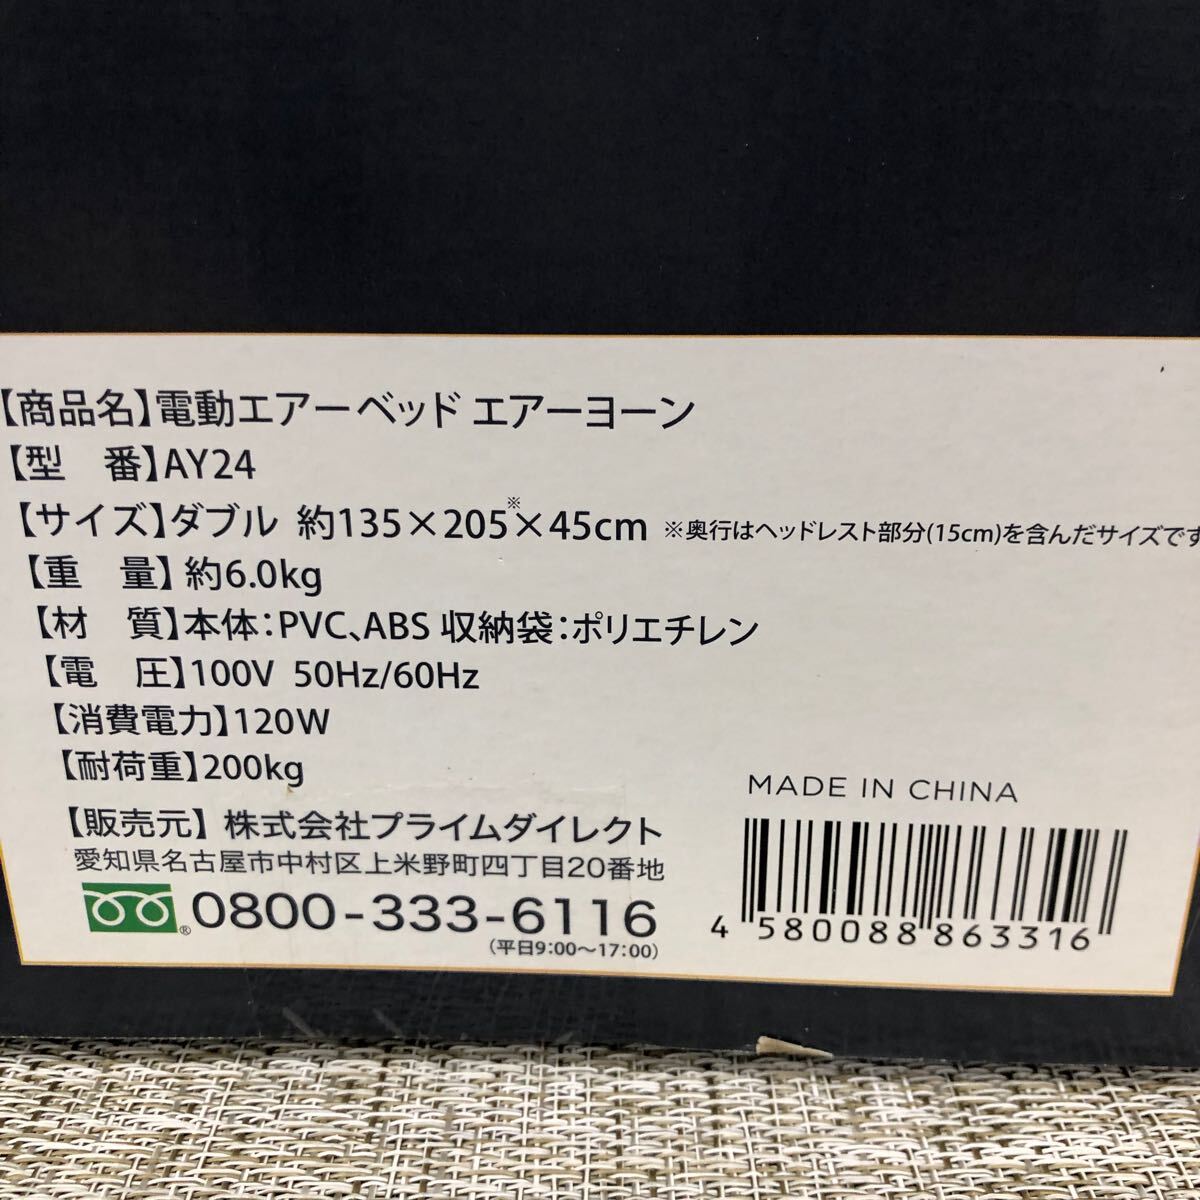 【商品名】電動エアーベッド エアーヨーン
【型　番】AY24
【サイズ】ダブル 約135×205※×45cm ※奥行はヘッドレスト部分(15cm)を含んだサイズです
【重　量】約6.0kg
【材　質】本体：PVC、ABS 収納袋：ポリエチレン
【電　圧】100V 50Hz/60Hz
【消費電力】120W
【耐荷重】200kg
【販売元】株式会社プライムダイレクト
愛知県名古屋市中村区上米野町四丁目20番地
®0800-333-6116
(平日9:00〜17:00)
MADE IN CHINA
4 580088 863316